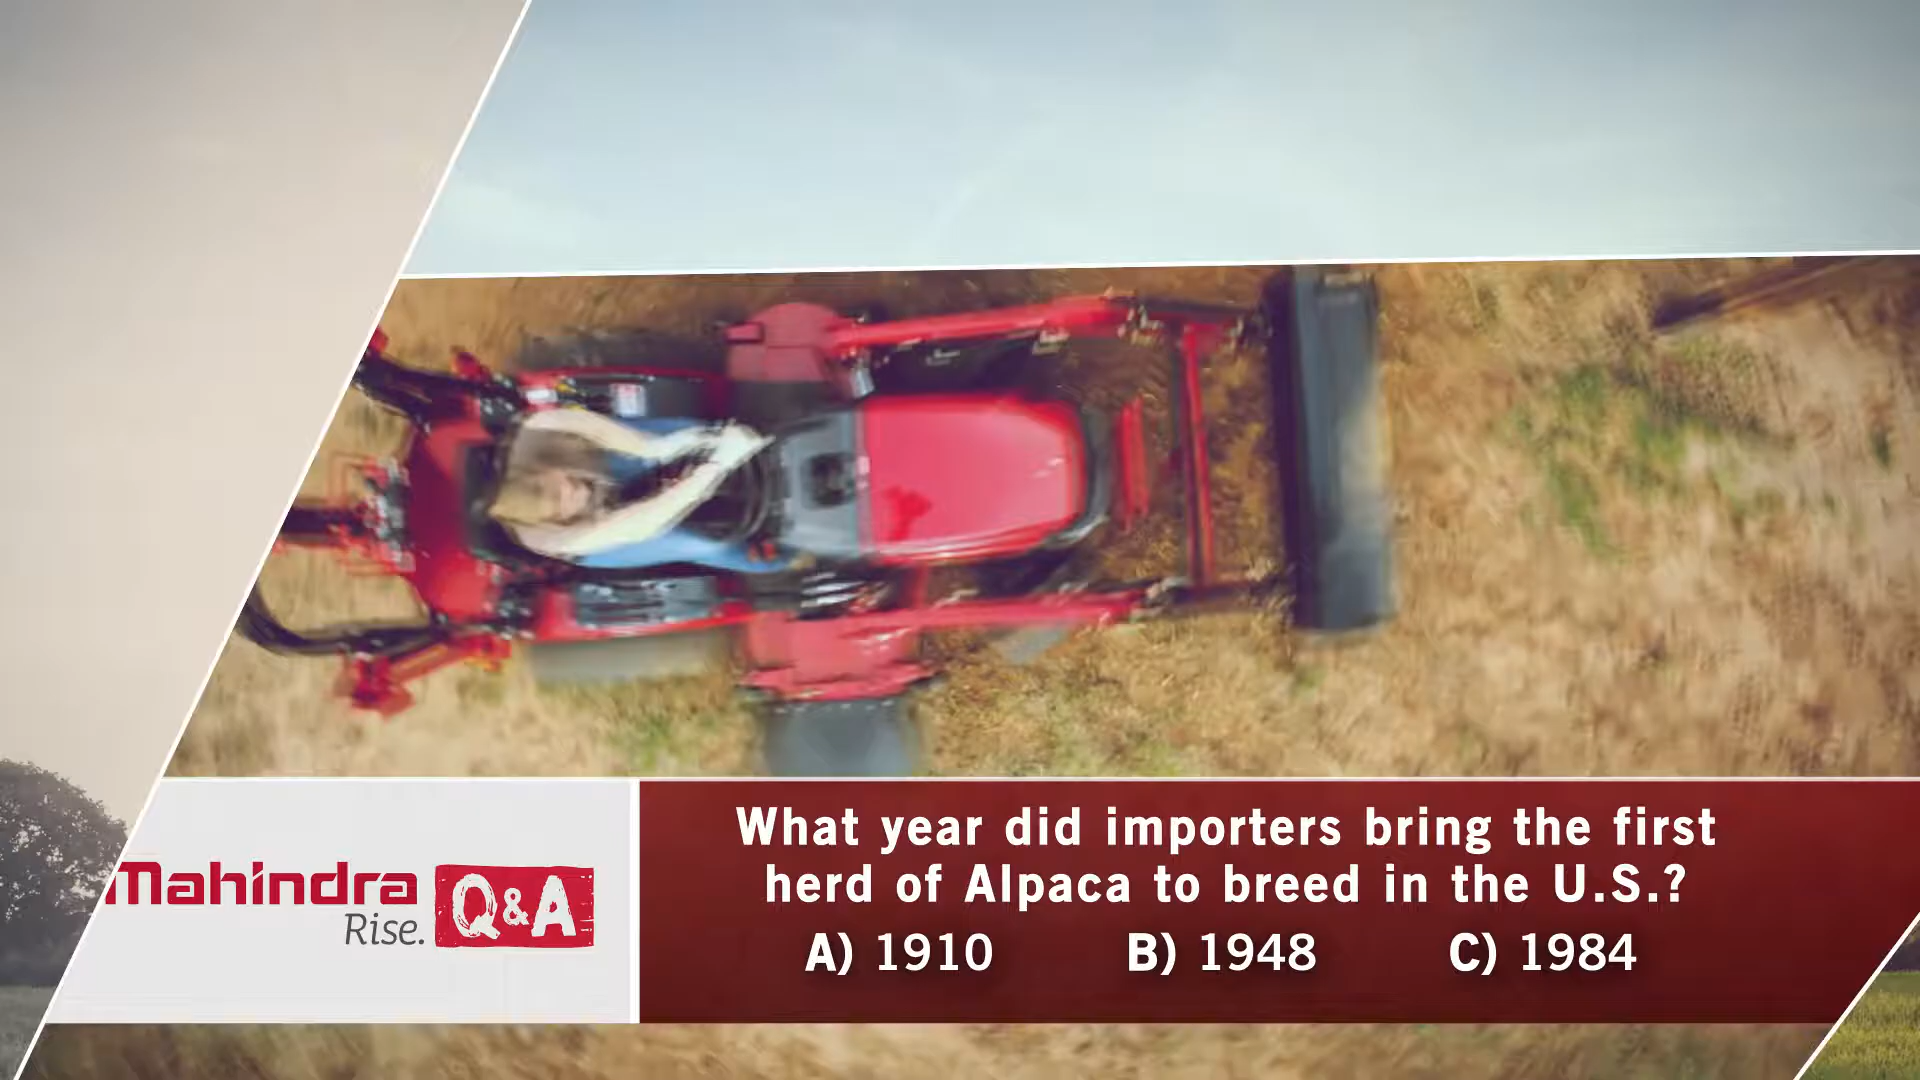 Mahindra
Rise.
Q&A
What year did importers bring the first
herd of Alpaca to breed in the U.S.?
A) 1910 B) 1948 C) 1984